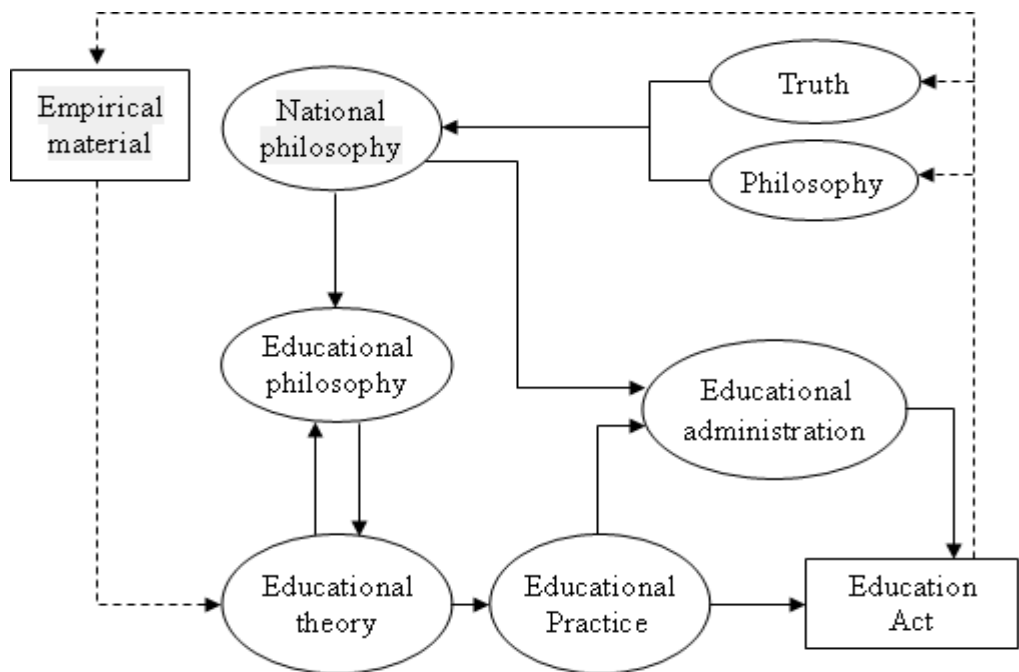 Empirical
material
National
philosophy
Truth
Philosophy
Educational
philosophy
Educational
administration
Educational
theory
Educational
Practice
Education
Act